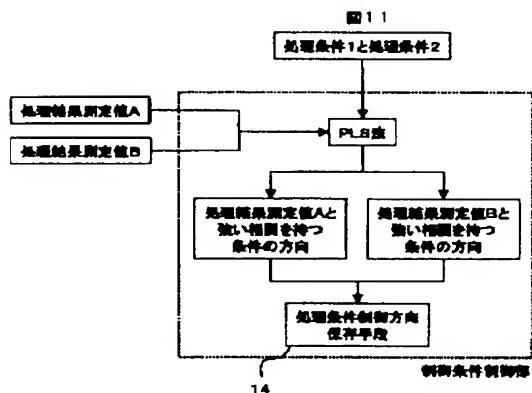 図11
処理条件1と処理条件2
処理結果測定値A
処理結果測定値B
PLS法
処理結果測定値Aと
強い相関を持つ
条件の方向
処理結果測定値Bと
強い相関を持つ
条件の方向
処理条件制御方向
保存手段
制御条件制御部
14